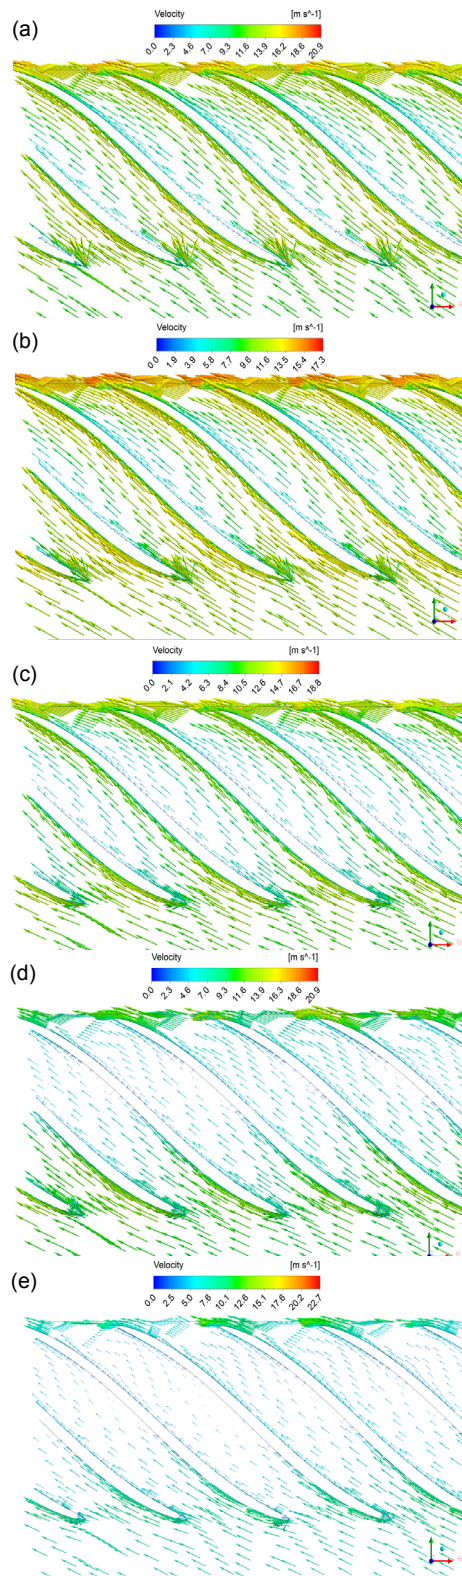 (a)
Velocity [m s^-1]
0.0 2.3 4.6 7.0 9.3 11.6 13.9 16.2 18.6 20.9
(b)
Velocity [m s^-1]
0.0 1.9 3.9 5.8 7.7 9.6 11.6 13.5 15.4 17.3
(c)
Velocity [m s^-1]
0.0 2.1 4.2 6.3 8.4 10.5 12.6 14.7 16.7 18.8
(d)
Velocity [m s^-1]
0.0 2.3 4.6 7.0 9.3 11.6 13.9 16.3 18.6 20.9
(e)
Velocity [m s^-1]
0.0 2.5 5.0 7.6 10.1 12.6 15.1 17.6 20.2 22.7